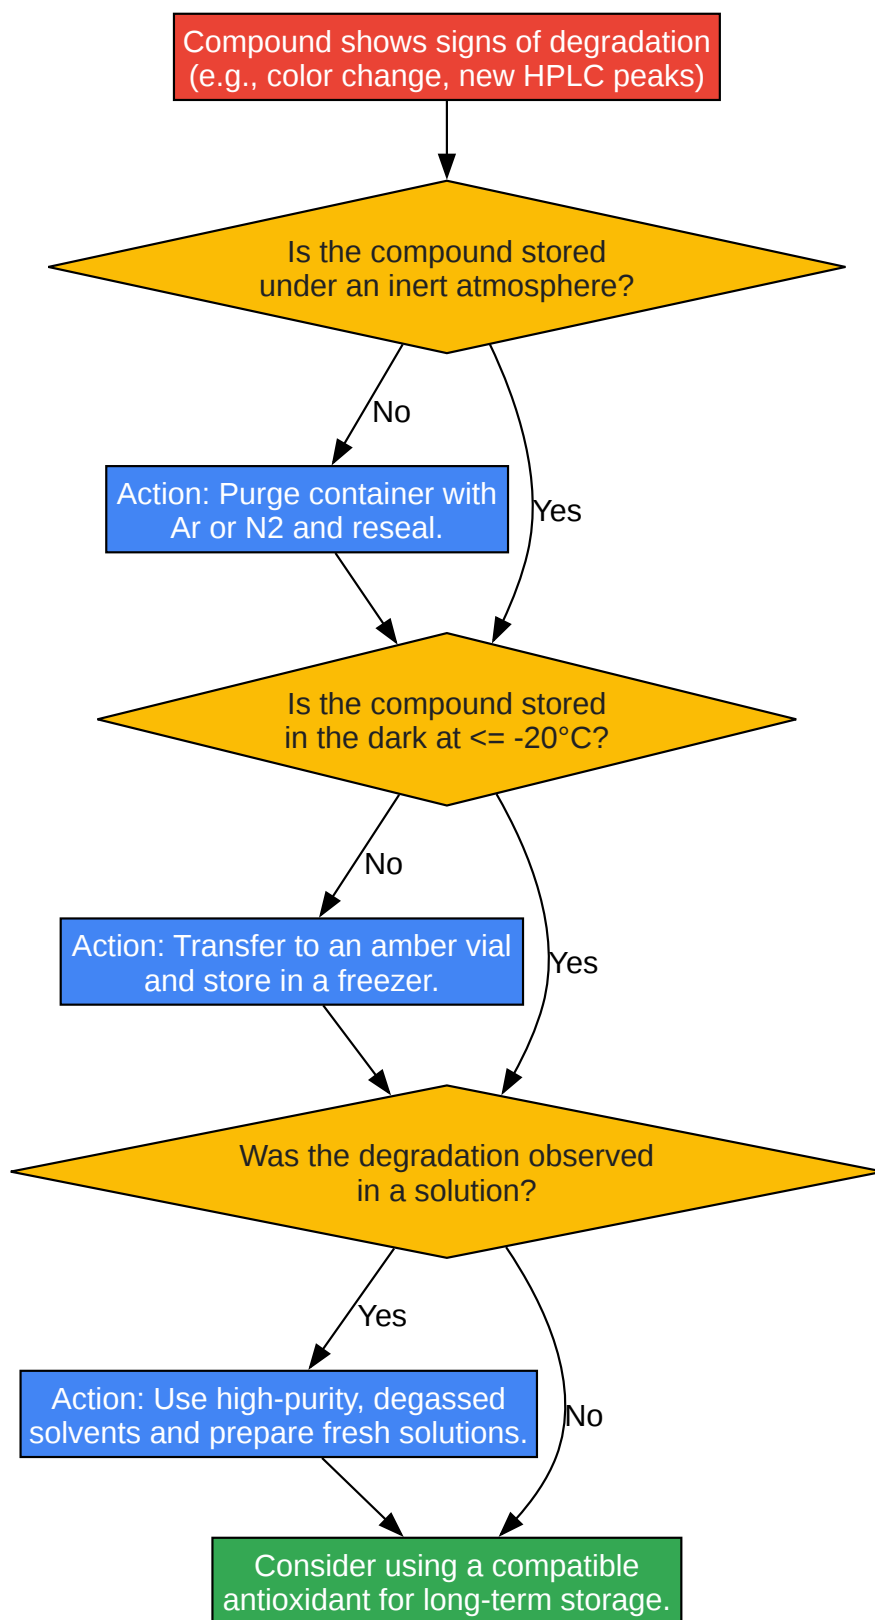 Compound shows signs of degradation
(e.g., color change, new HPLC peaks)
Is the compound stored
under an inert atmosphere?
No
Action: Purge container with
Ar or N2 and reseal.
Yes
Is the compound stored
in the dark at <= -20°C?
No
Action: Transfer to an amber vial
and store in a freezer.
Yes
Was the degradation observed
in a solution?
Yes
Action: Use high-purity, degassed
solvents and prepare fresh solutions.
No
Consider using a compatible
antioxidant for long-term storage.